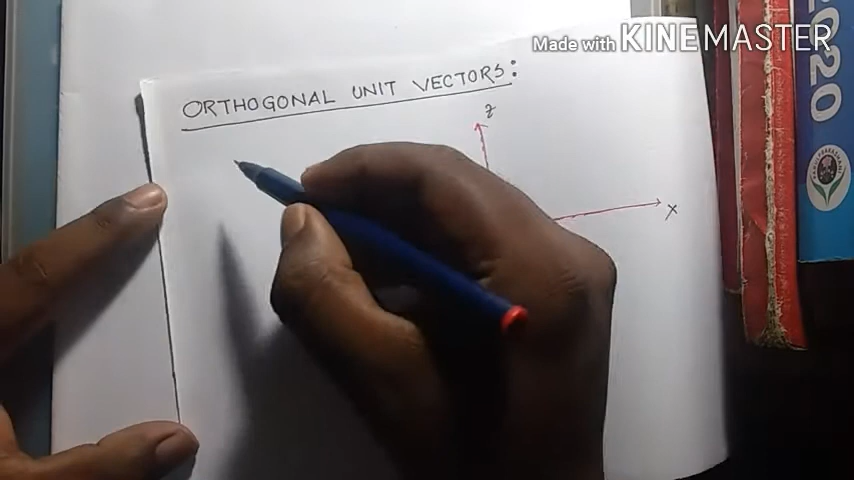 Made with KINEMASTER
ORTHOGONAL UNIT VECTORS:
z
X
2020